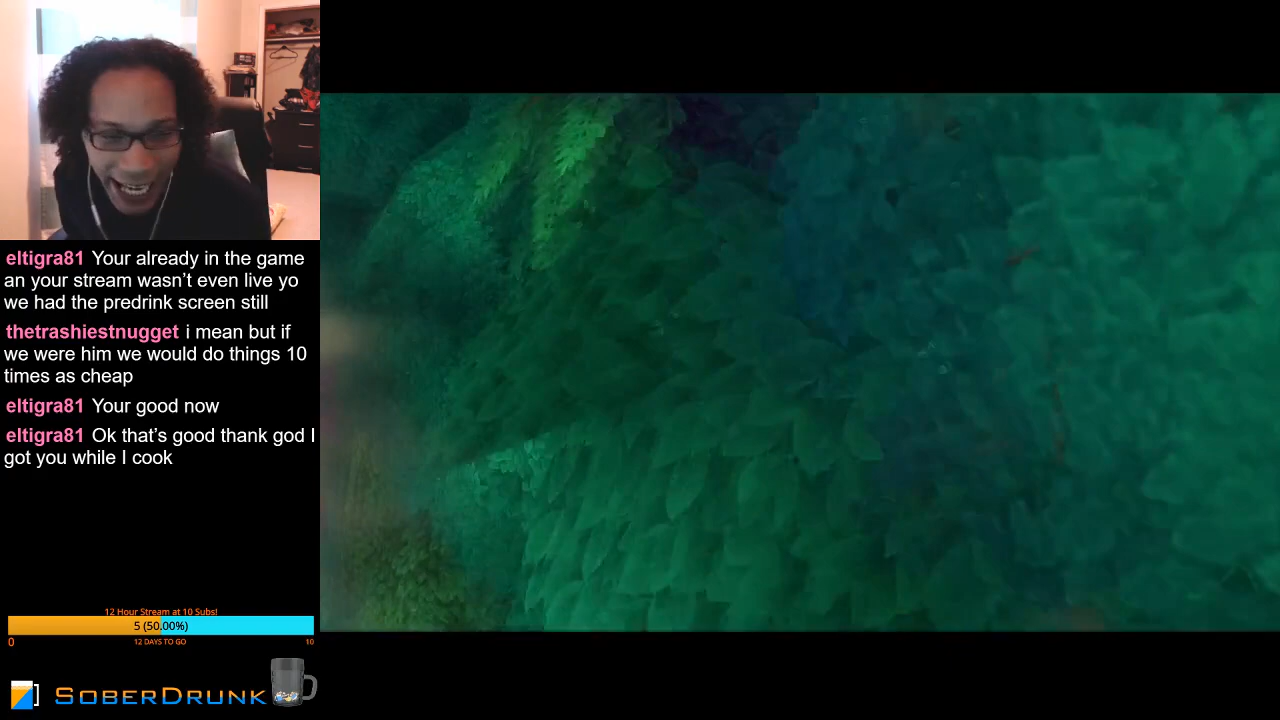 eltigra81 Your already in the game
an your stream wasn't even live yo
we had the predrink screen still
thetrashiestnugget i mean but if
we were him we would do things 10
times as cheap
eltigra81 Your good now
eltigra81 Ok that's good thank god I
got you while I cook
12 Hour Stream at 10 Subs!
5 (50.00%)
0 12 DAYS TO GO 10
SOBERDRUNK